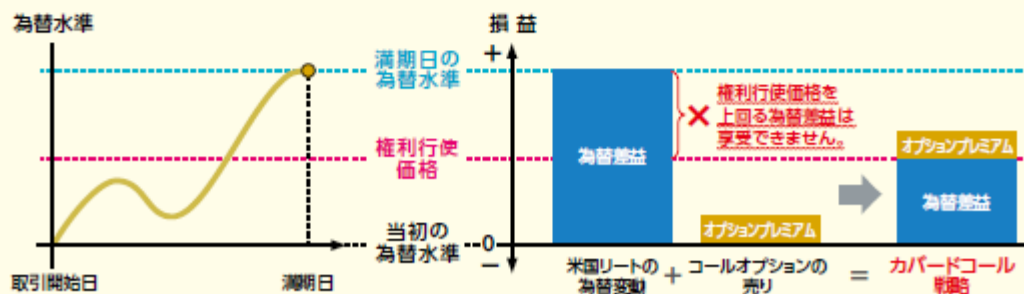 為替水準
満期日の
為替水準
権利行使
価格
当初の
為替水準
取引開始日
満期日
損益
+
0
−
為替差益
×
権利行使価格を
上回る為替差益は
享受できません。
オプションプレミアム
オプションプレミアム
為替差益
米国リートの
為替変動
+
コールオプションの
売り
=
カバードコール
戦略